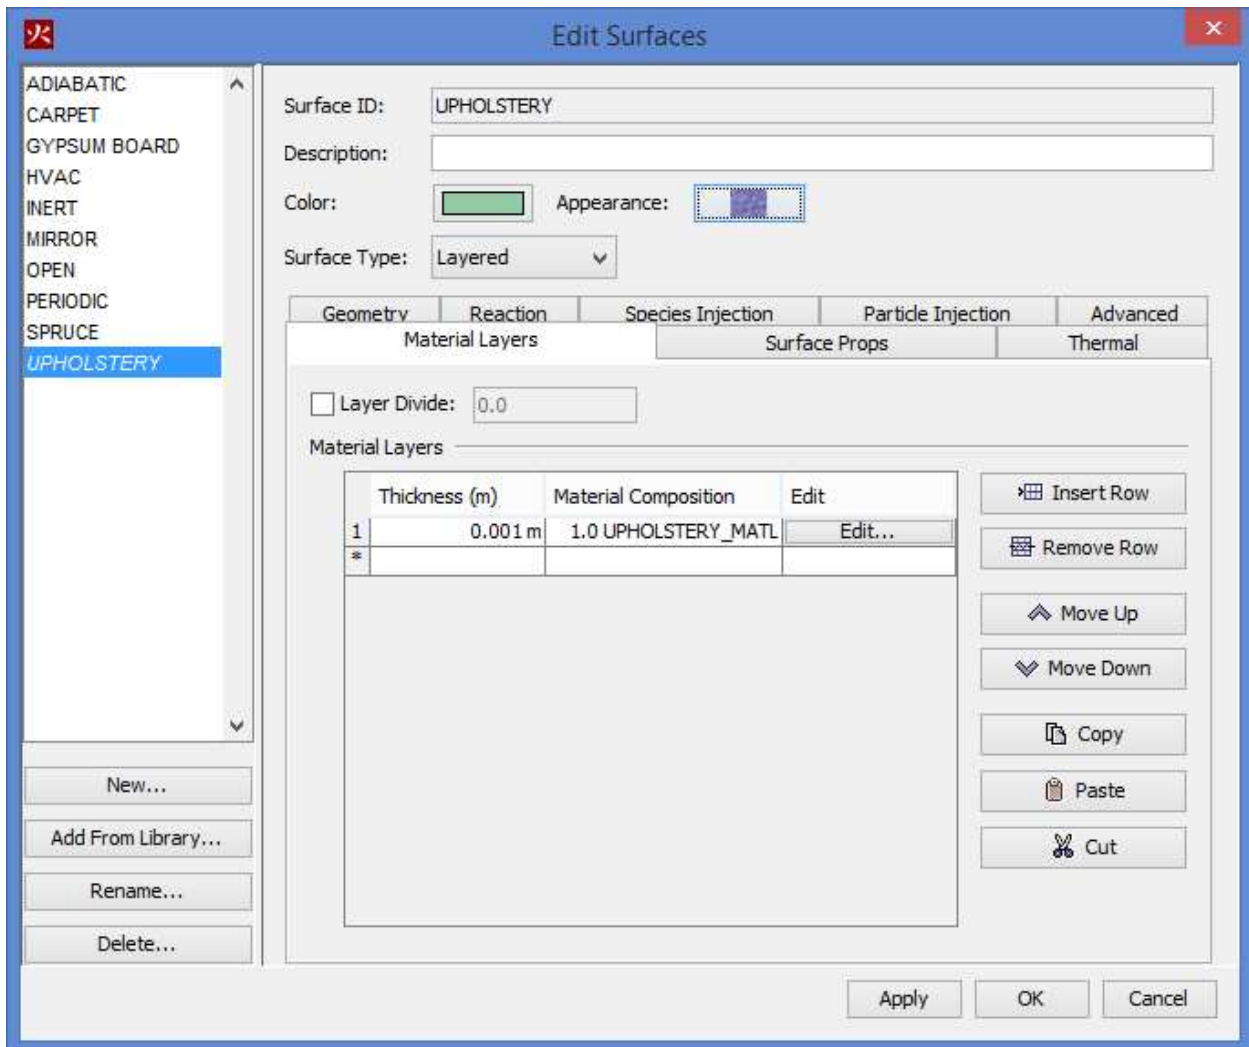 火
Edit Surfaces
ADIABATIC
CARPET
GYPSUM BOARD
HVAC
INERT
MIRROR
OPEN
PERIODIC
SPRUCE
UPHOLSTERY
New...
Add From Library...
Rename...
Delete...
Surface ID: UPHOLSTERY
Description:
Color: Appearance:
Surface Type: Layered
Geometry Reaction Species Injection Particle Injection Advanced
Material Layers Surface Props Thermal
Layer Divide: 0.0
Material Layers
Thickness (m) Material Composition Edit
1 0.001 m 1.0 UPHOLSTERY_MATL Edit...
*
Insert Row
Remove Row
Move Up
Move Down
Copy
Paste
Cut
Apply OK Cancel